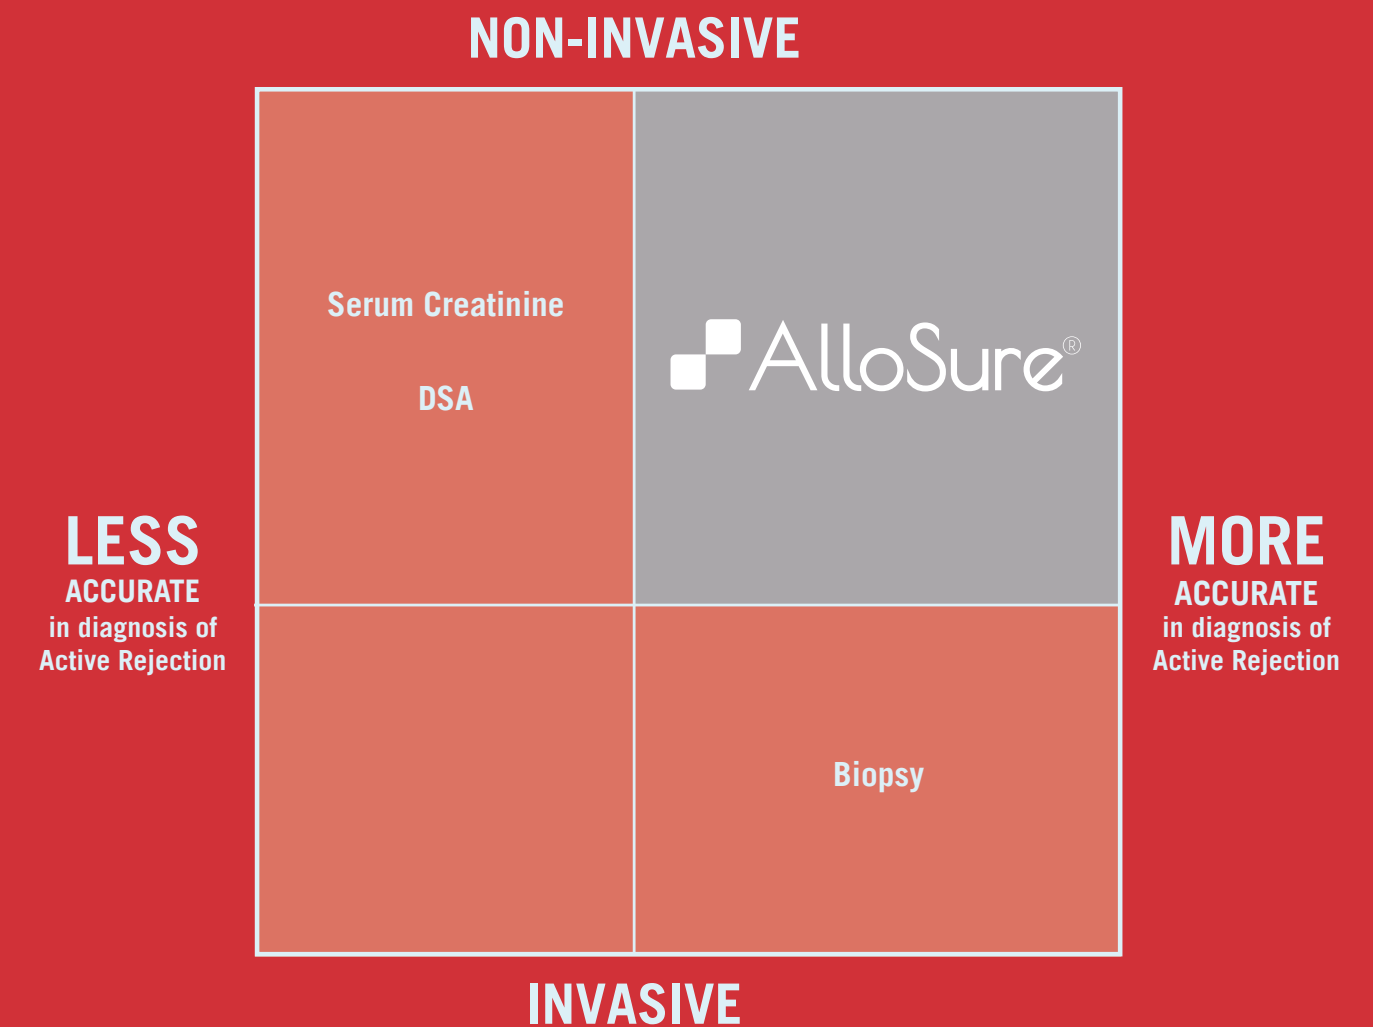 NON-INVASIVE
Serum Creatinine
DSA
AlloSure®
LESS
ACCURATE
in diagnosis of
Active Rejection
MORE
ACCURATE
in diagnosis of
Active Rejection
Biopsy
INVASIVE